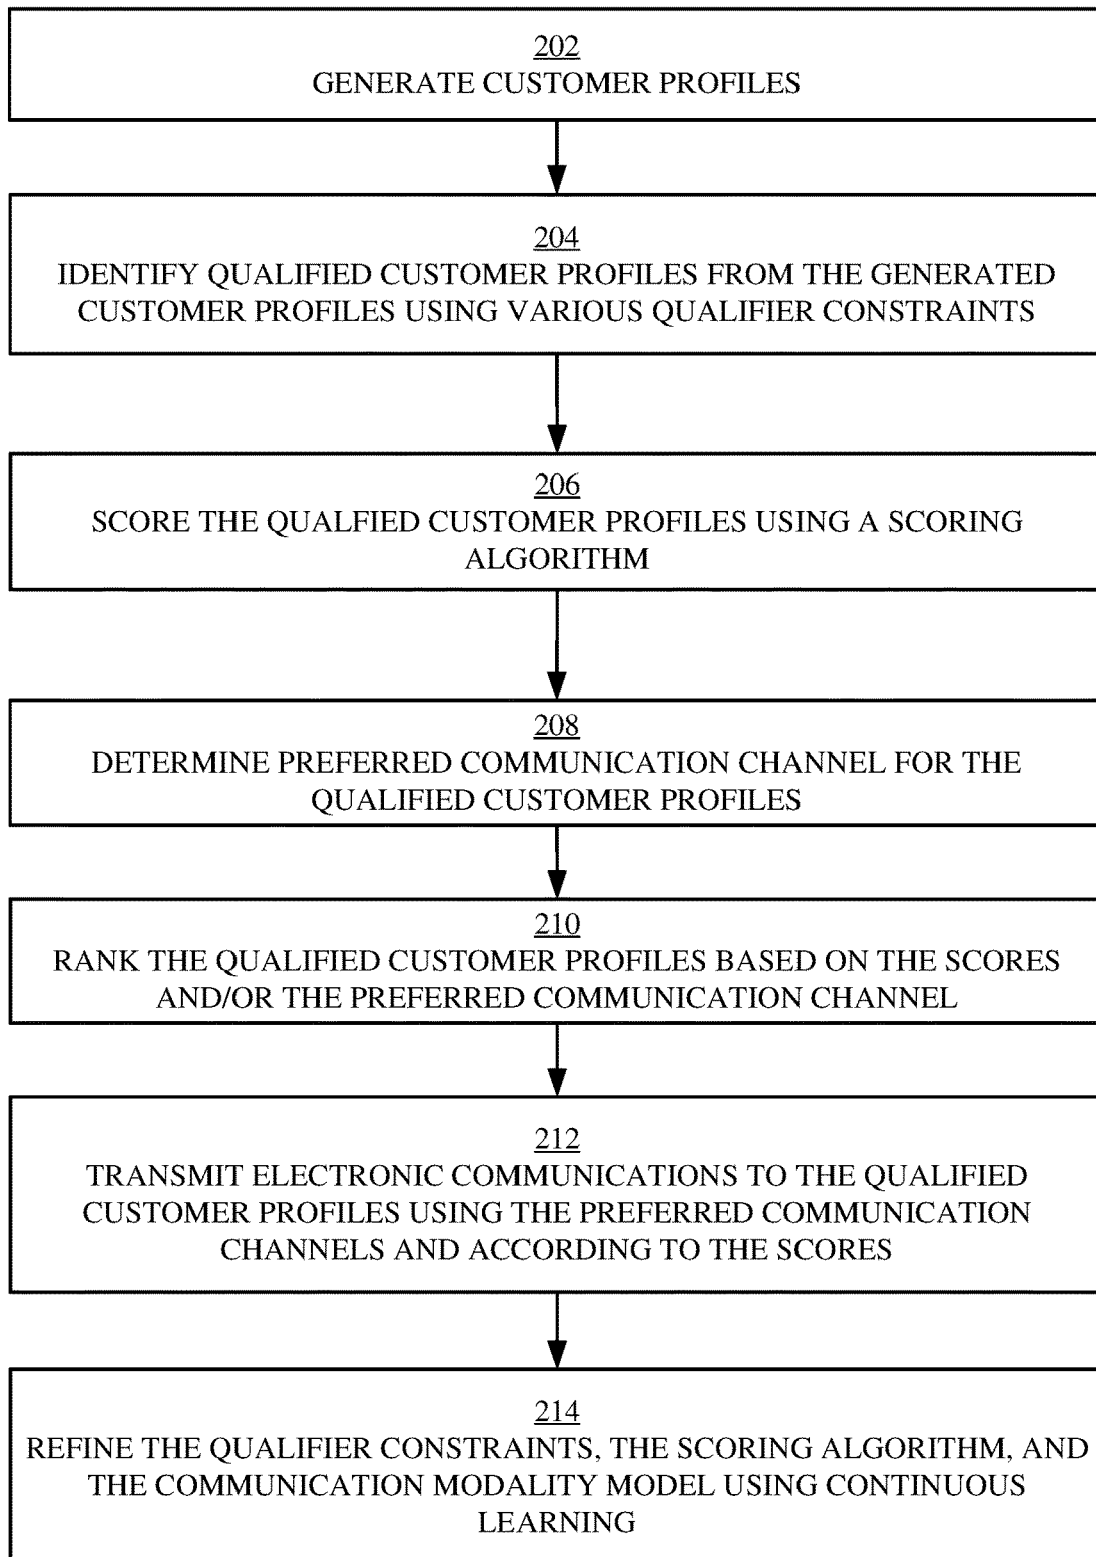 202
GENERATE CUSTOMER PROFILES
204
IDENTIFY QUALIFIED CUSTOMER PROFILES FROM THE GENERATED
CUSTOMER PROFILES USING VARIOUS QUALIFIER CONSTRAINTS
206
SCORE THE QUALFIED CUSTOMER PROFILES USING A SCORING
ALGORITHM
208
DETERMINE PREFERRED COMMUNICATION CHANNEL FOR THE
QUALIFIED CUSTOMER PROFILES
210
RANK THE QUALIFIED CUSTOMER PROFILES BASED ON THE SCORES
AND/OR THE PREFERRED COMMUNICATION CHANNEL
212
TRANSMIT ELECTRONIC COMMUNICATIONS TO THE QUALIFIED
CUSTOMER PROFILES USING THE PREFERRED COMMUNICATION
CHANNELS AND ACCORDING TO THE SCORES
214
REFINE THE QUALIFIER CONSTRAINTS, THE SCORING ALGORITHM, AND
THE COMMUNICATION MODALITY MODEL USING CONTINUOUS
LEARNING